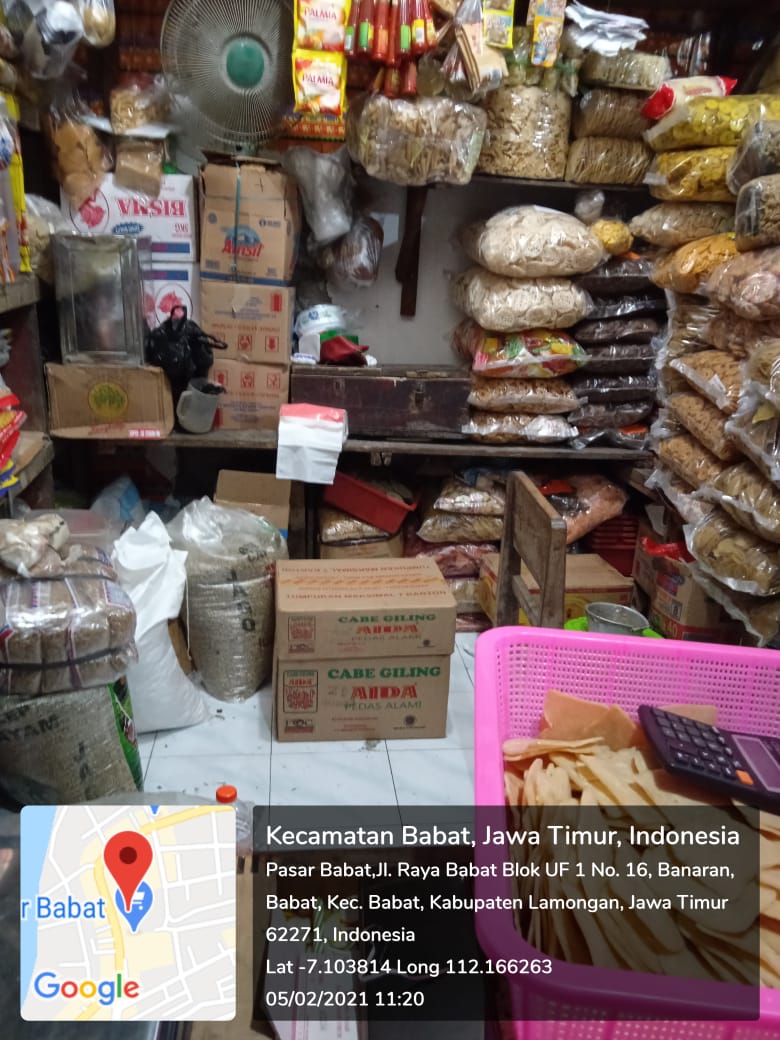 PALMIA
PALMIA
BISMA
5KG
CABE GILING
AIDA
PEDAS ALAMI
CABE GILING
AIDA
PEDAS ALAMI
r Babat
Google
Kecamatan Babat, Jawa Timur, Indonesia
Pasar Babat,Jl. Raya Babat Blok UF 1 No. 16, Banaran,
Babat, Kec. Babat, Kabupaten Lamongan, Jawa Timur
62271, Indonesia
Lat -7.103814 Long 112.166263
05/02/2021 11:20